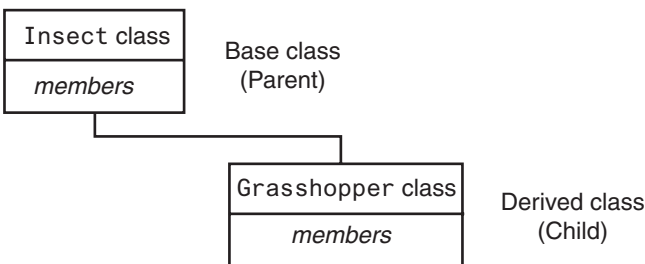 Insect class
members
Base class
(Parent)
Grasshopper class
members
Derived class
(Child)